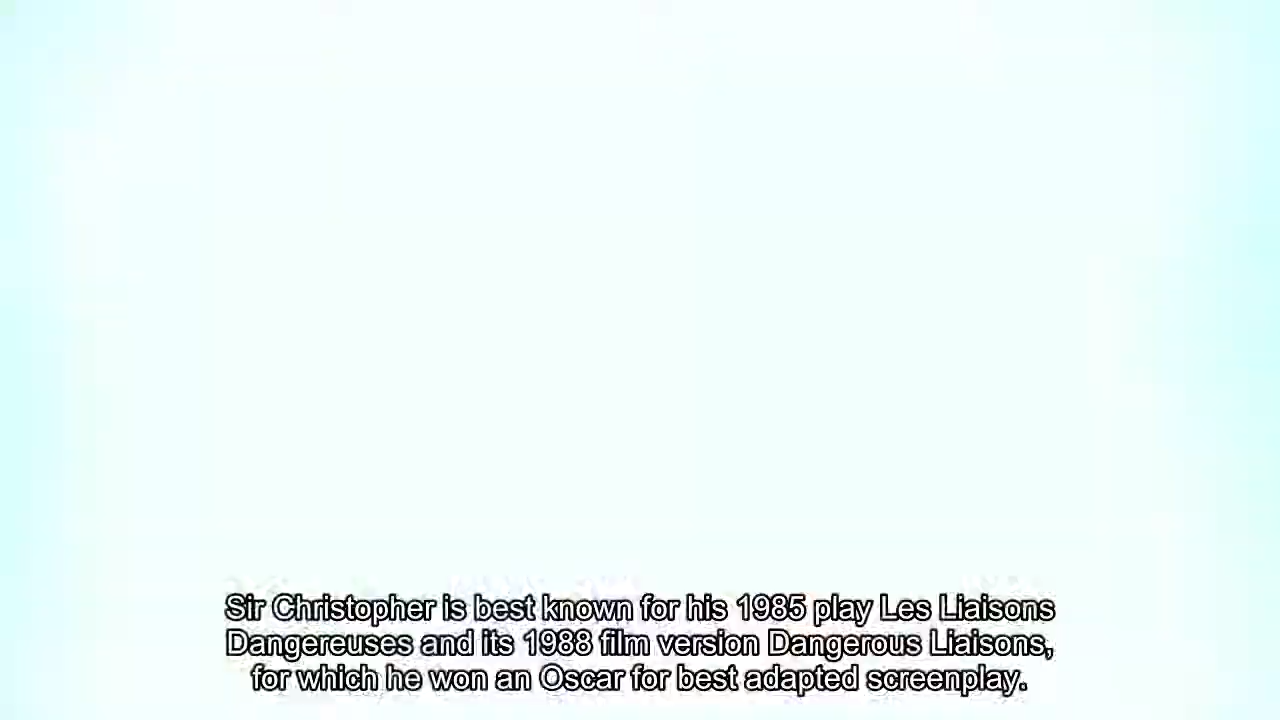 Sir Christopher is best known for his 1985 play Les Liaisons
Dangereuses and its 1988 film version Dangerous Liaisons,
for which he won an Oscar for best adapted screenplay.